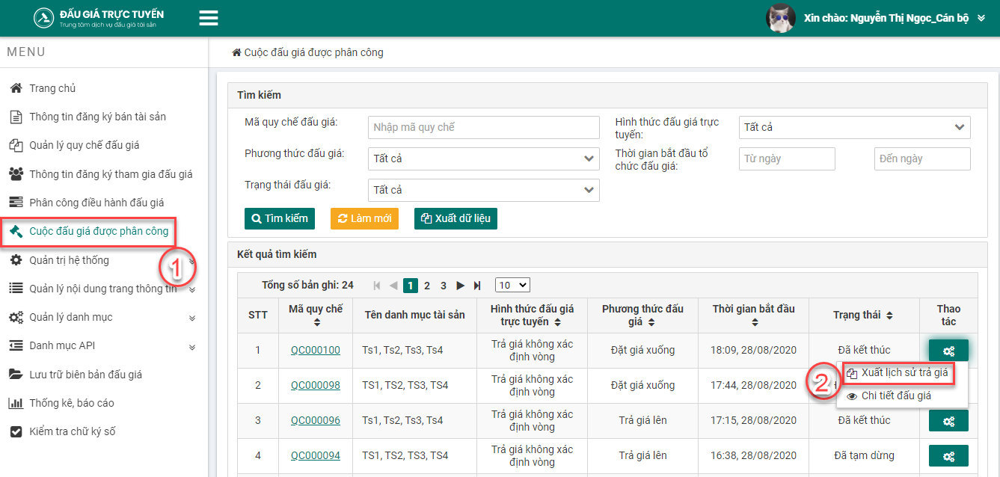 ĐẤU GIÁ TRỰC TUYẾN
Trung tâm dịch vụ đấu giá tài sản
Xin chào: Nguyễn Thị Ngọc_Cán bộ
MENU
Trang chủ
Thông tin đăng ký bán tài sản
Quản lý quy chế đấu giá
Thông tin đăng ký tham gia đấu giá
Phân công điều hành đấu giá
Cuộc đấu giá được phân công
1
Quản trị hệ thống
Quản lý nội dung trang thông tin
Quản lý danh mục
Danh mục API
Lưu trữ biên bản đấu giá
Thống kê, báo cáo
Kiểm tra chữ ký số
Cuộc đấu giá được phân công
Tìm kiếm
Mã quy chế đấu giá:
Nhập mã quy chế
Hình thức đấu giá trực
tuyến:
Tất cả
Phương thức đấu giá:
Tất cả
Thời gian bắt đầu tổ
chức đấu giá:
Từ ngày
Đến ngày
Trạng thái đấu giá:
Tất cả
Tìm kiếm
Làm mới
Xuất dữ liệu
Kết quả tìm kiếm
Tổng số bản ghi: 24
1 2 3
10
STT
Mã quy chế
Tên danh mục tài sản
Hình thức đấu giá
trực tuyến
Phương thức đấu
giá
Thời gian bắt đầu
Trạng thái
Thao
tác
1 QC000100 Ts1, Ts2, Ts3, Ts4
Trả giá không xác
định vòng
Đặt giá xuống 18:09, 28/08/2020 Đã kết thúc
2
Xuất lịch sử trả giá
Chi tiết đấu giá
2 QC000098 TS1, TS2, TS3, TS4
Trả giá không xác
định vòng
Đặt giá xuống 17:44, 28/08/2020
3 QC000096 Ts1, Ts2, Ts3, Ts4
Trả giá không xác
định vòng
Trả giá lên 17:15, 28/08/2020 Đã kết thúc
4 QC000094 TS1, TS2, TS3, TS4
Trả giá không xác
định vòng
Trả giá lên 16:38, 28/08/2020 Đã tạm dừng